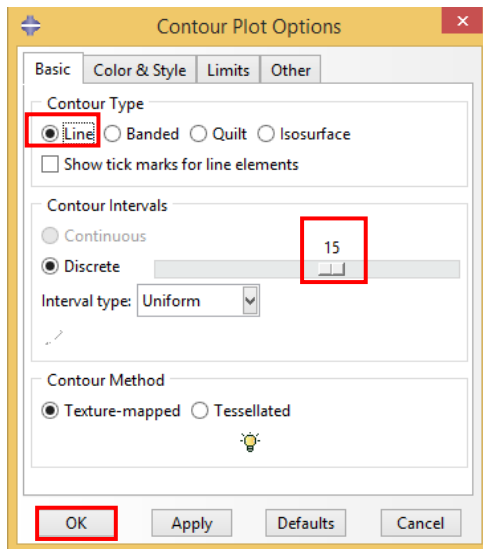 Contour Plot Options
Basic Color & Style Limits Other
Contour Type
Line Banded Quilt Isosurface
Show tick marks for line elements
Contour Intervals
Continuous
15
Discrete
Interval type: Uniform
Contour Method
Texture-mapped Tessellated
OK Apply Defaults Cancel